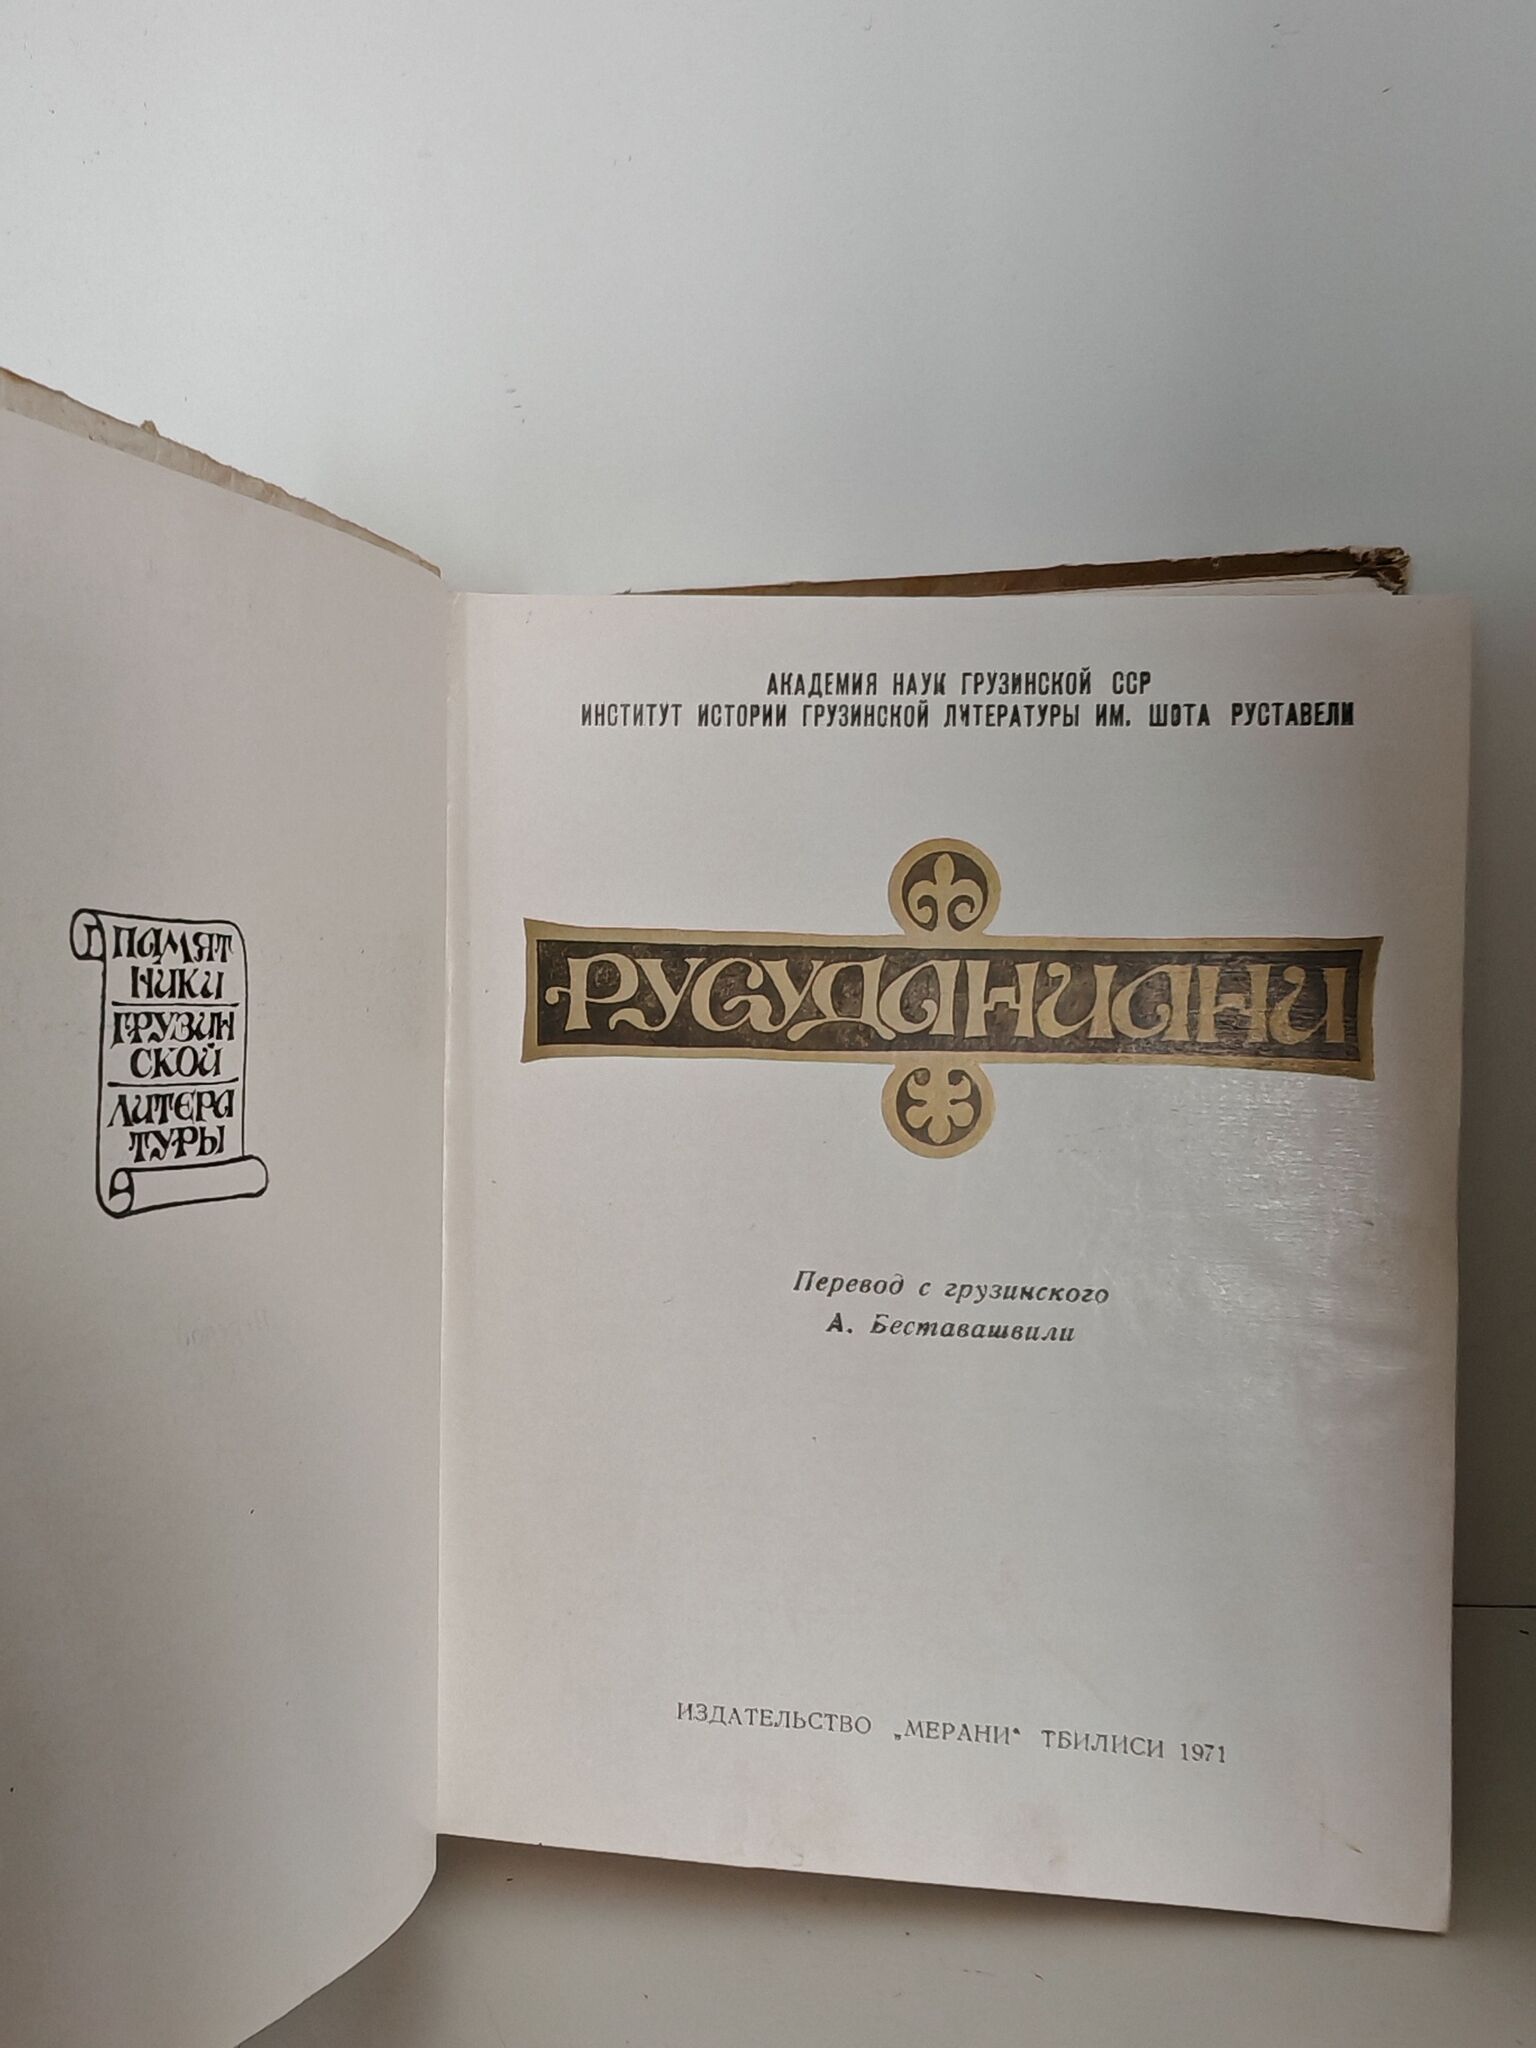 ПАМЯТ
НИКИ
ГРУЗИН
СКОЙ
ЛИТЕРА
ТУРЫ
АКАДЕМИЯ НАУК ГРУЗИНСКОЙ ССР
ИНСТИТУТ ИСТОРИИ ГРУЗИНСКОЙ ЛИТЕРАТУРЫ ИМ. ШОТА РУСТАВЕЛИ
РУСУДАНИАНИ
Перевод с грузинского
А. Беставашвили
ИЗДАТЕЛЬСТВО „МЕРАНИ“ ТБИЛИСИ 1971